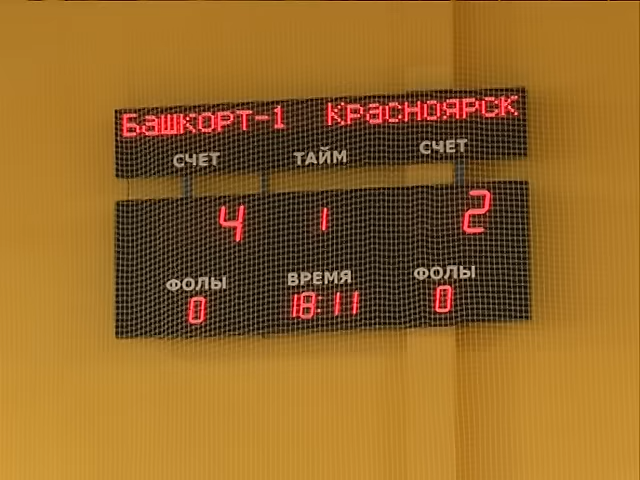 Башкорт-1 Красноярск
СЧЕТ ТАЙМ СЧЕТ
4 1 2
ФОЛЫ ВРЕМЯ ФОЛЫ
0 18:11 0